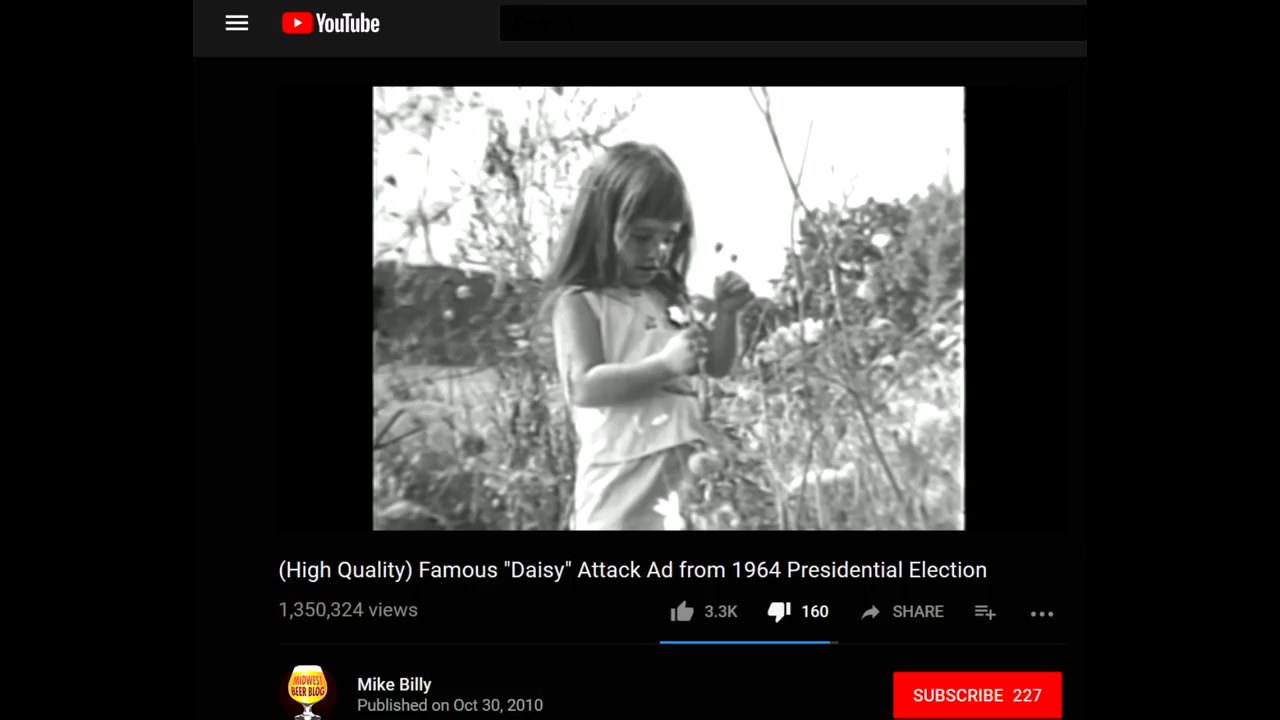 YouTube
(High Quality) Famous "Daisy" Attack Ad from 1964 Presidential Election
1,350,324 views
3.3K
160
SHARE
MIDWEST
BEER BLOG
Mike Billy
Published on Oct 30, 2010
SUBSCRIBE 227